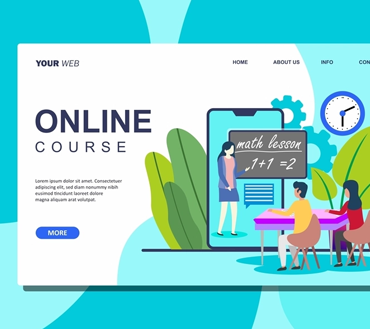 YOUR WEB
HOME ABOUT US INFO CON
ONLINE
COURSE
math lesson
1+1 =2
Lorem ipsum dolor sit amet. Consectetuer
adipiscing elit, sed diam nonummy nibh
euismod tincidunt ut laoreet dolore
magna aliquam erat volutpat.
MORE